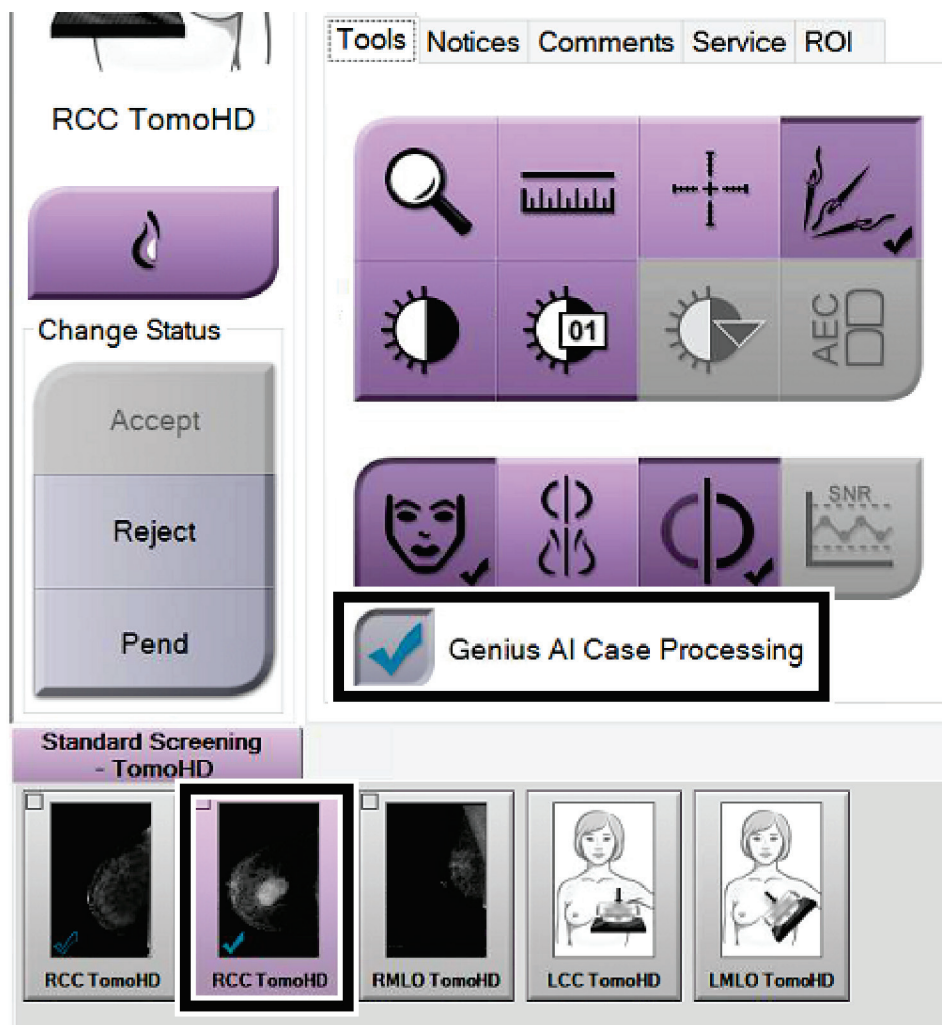 RCC TomoHD
Change Status
Accept
Reject
Pend
Tools Notices Comments Service ROI
01
AEC
SNR
Genius AI Case Processing
Standard Screening
- TomoHD
RCC TomoHD RCC TomoHD RMLO TomoHD LCC TomoHD LMLO TomoHD